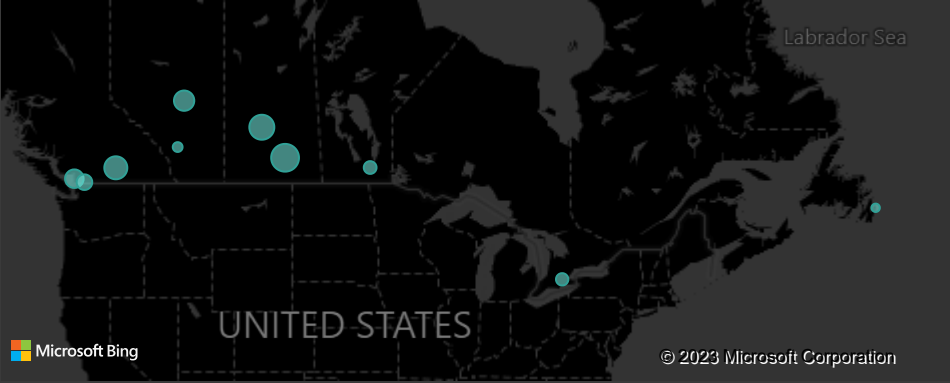 Labrador Sea
UNITED STATES
Microsoft Bing
© 2023 Microsoft Corporation